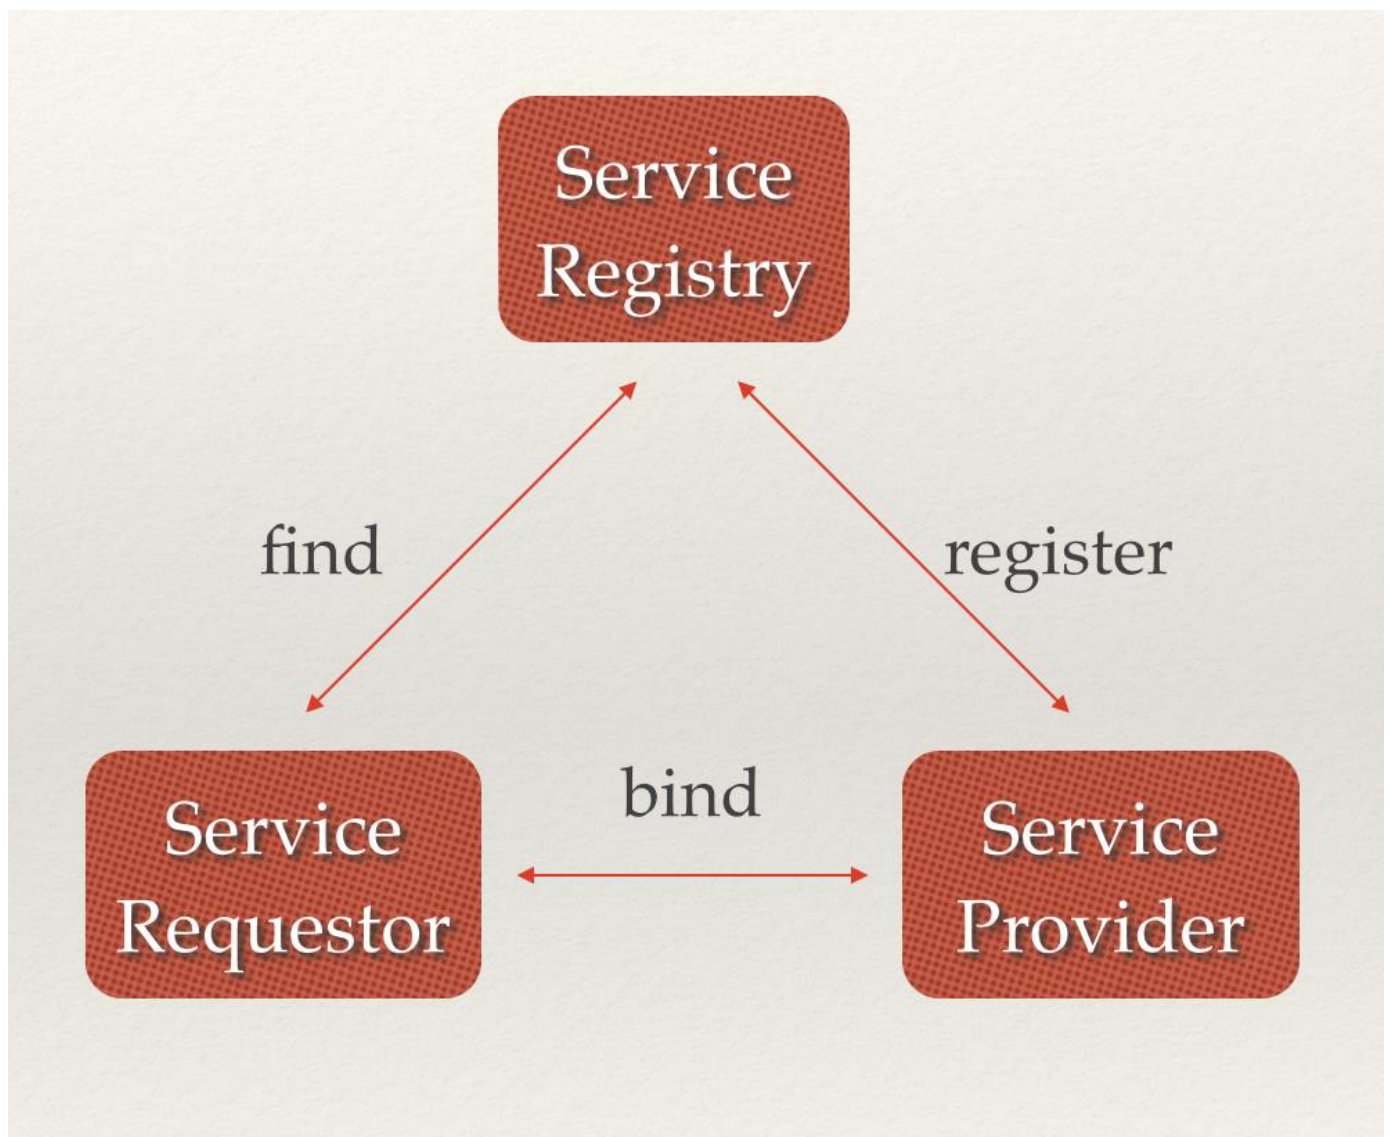 Service
Registry
find
register
bind
Service
Requestor
Service
Provider